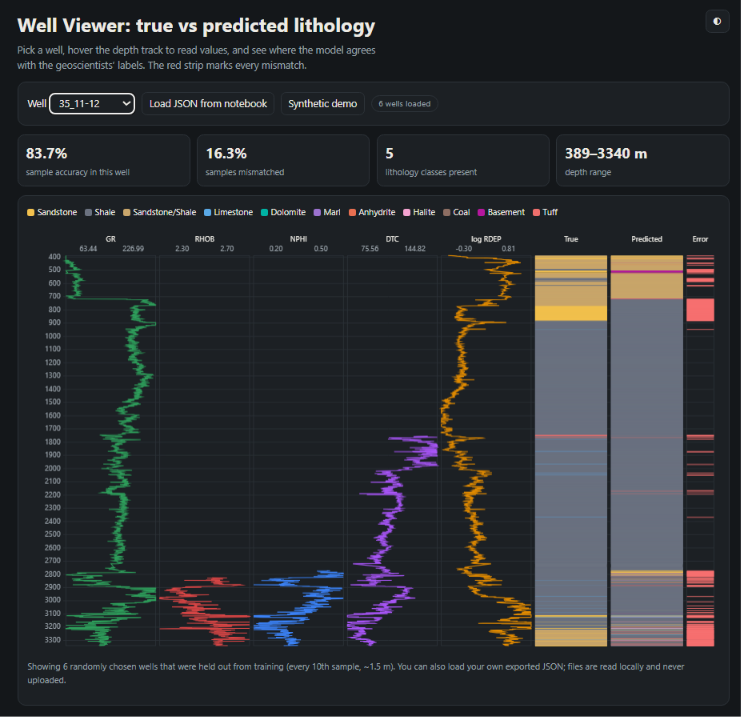 Well Viewer: true vs predicted lithology
Pick a well, hover the depth track to read values, and see where the model agrees
with the geoscientists' labels. The red strip marks every mismatch.
Well 35_11-12 Load JSON from notebook Synthetic demo 6 wells loaded
83.7% 16.3% 5 389–3340 m
sample accuracy in this well samples mismatched lithology classes present depth range
Sandstone Shale Sandstone/Shale Limestone Dolomite Marl Anhydrite Halite Coal Basement Tuff
GR RHOB NPHI DTC log RDEP True Predicted Error
63.44 226.99 2.30 2.70 0.20 0.50 75.56 144.82 -0.30 0.81
400
500
600
700
800
900
1000
1100
1200
1300
1400
1500
1600
1700
1800
1900
2000
2100
2200
2300
2400
2500
2600
2700
2800
2900
3000
3100
3200
3300
Showing 6 randomly chosen wells that were held out from training (every 10th sample, ~1.5 m). You can also load your own exported JSON; files are read locally and never
uploaded.